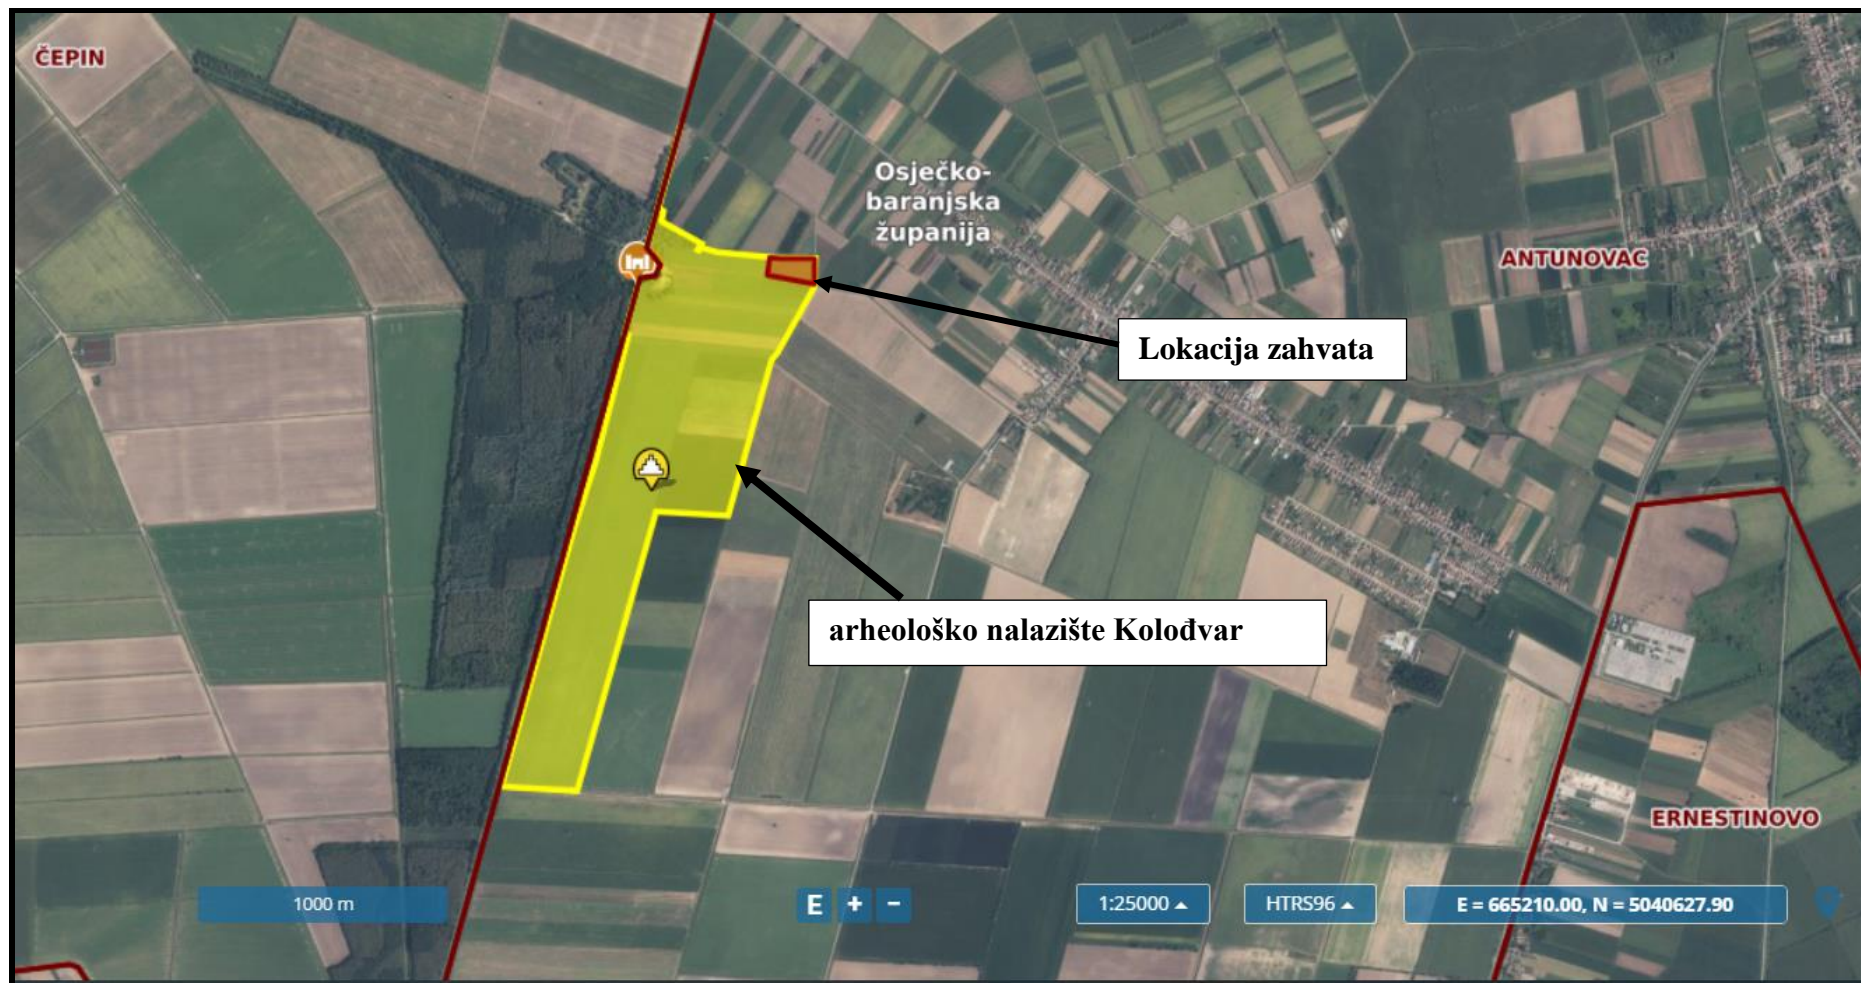 ČEPIN
Osječko-
baranjska
županija
ANTUNOVAC
Lokacija zahvata
arheološko nalazište Kolođvar
ERNESTINOVO
1000 m
E + −
1:25000
HTRS96
E = 665210.00, N = 5040627.90